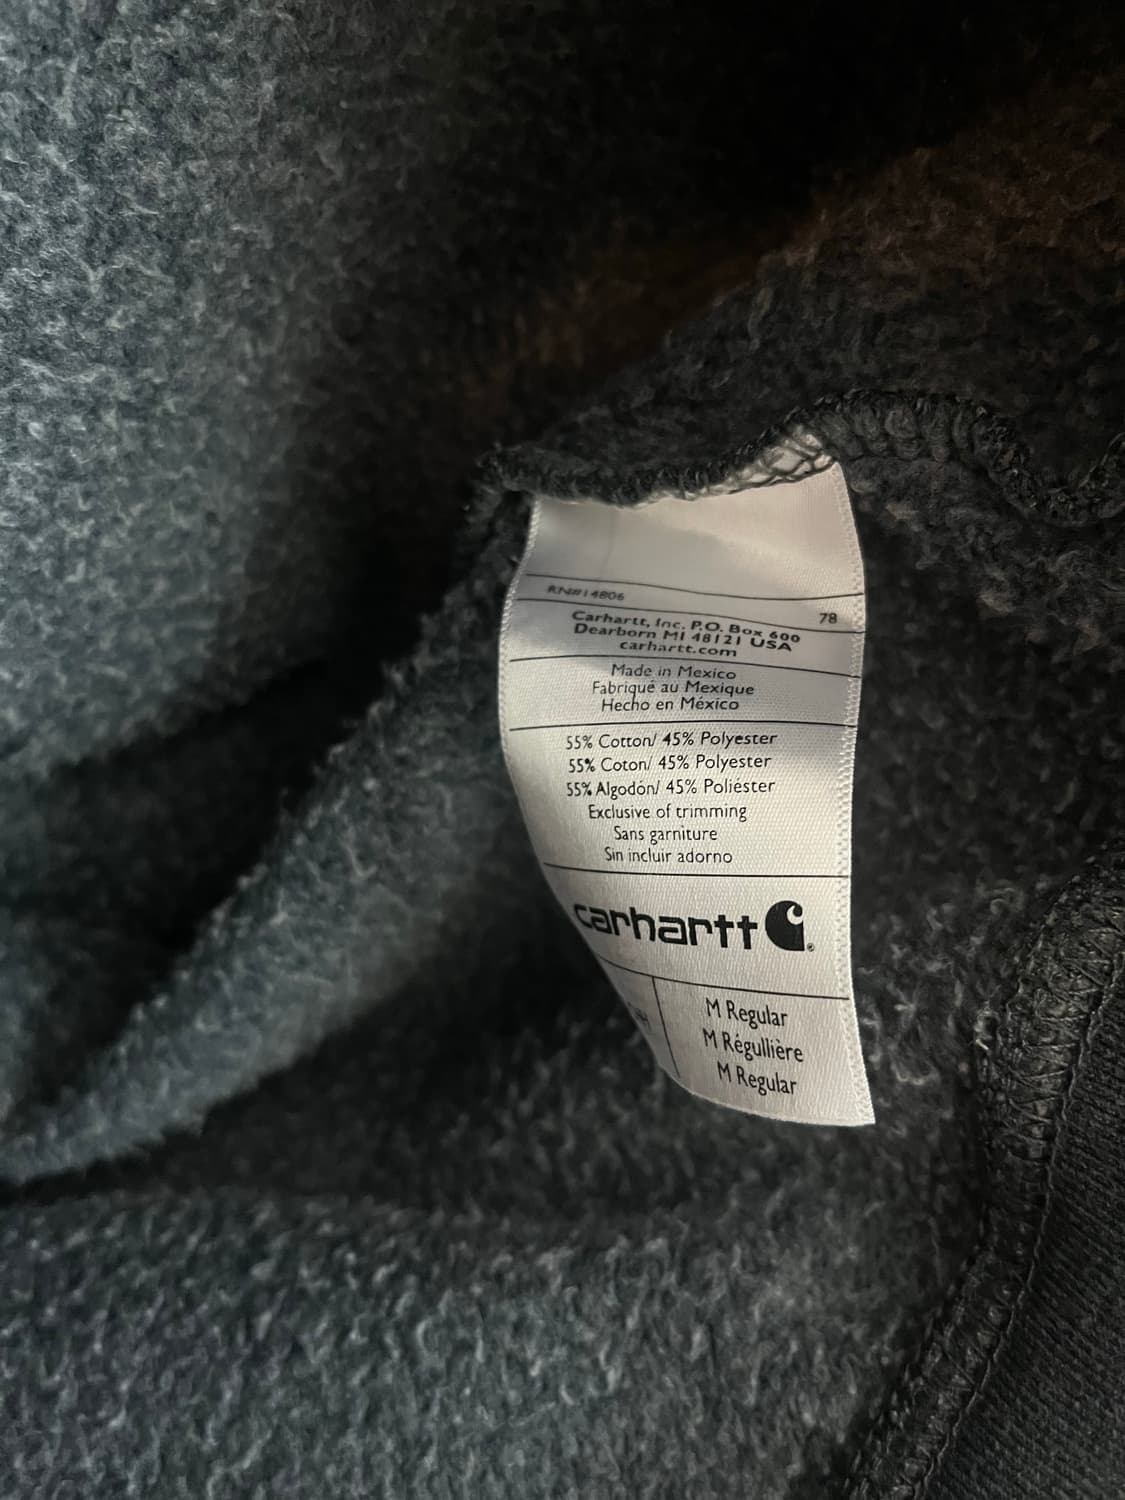 RN#14806
78
Carhartt, Inc. P.O. Box 600
Dearborn MI 48121 USA
carhartt.com
Made in Mexico
Fabriqué au Mexique
Hecho en México
55% Cotton/ 45% Polyester
55% Coton/ 45% Polyester
55% Algodón/ 45% Poliéster
Exclusive of trimming
Sans garniture
Sin incluir adorno
carhartt
M Regular
M Régullière
M Regular